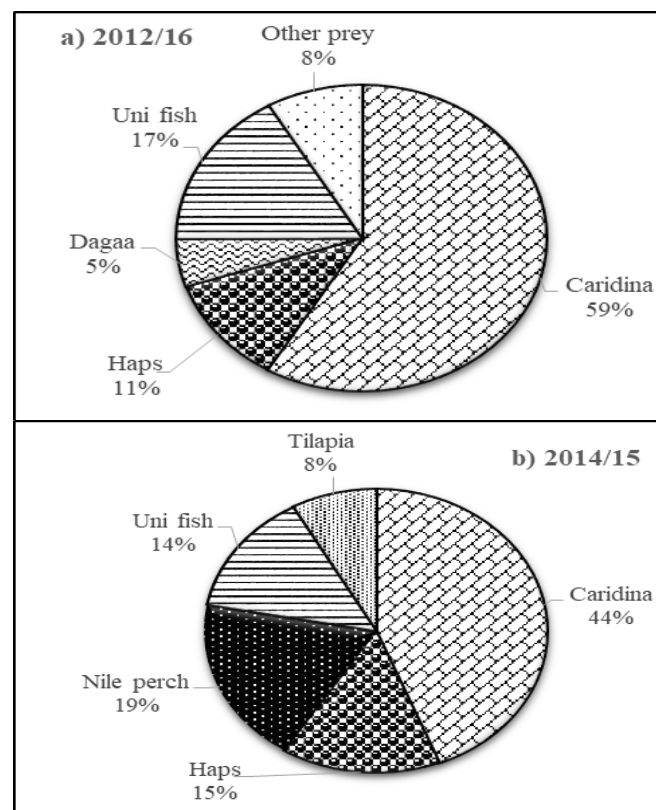 a) 2012/16
Other prey
8%
Uni fish
17%
Dagaa
5%
Caridina
59%
Haps
11%
Tilapia
8%
b) 2014/15
Uni fish
14%
Caridina
44%
Nile perch
19%
Haps
15%